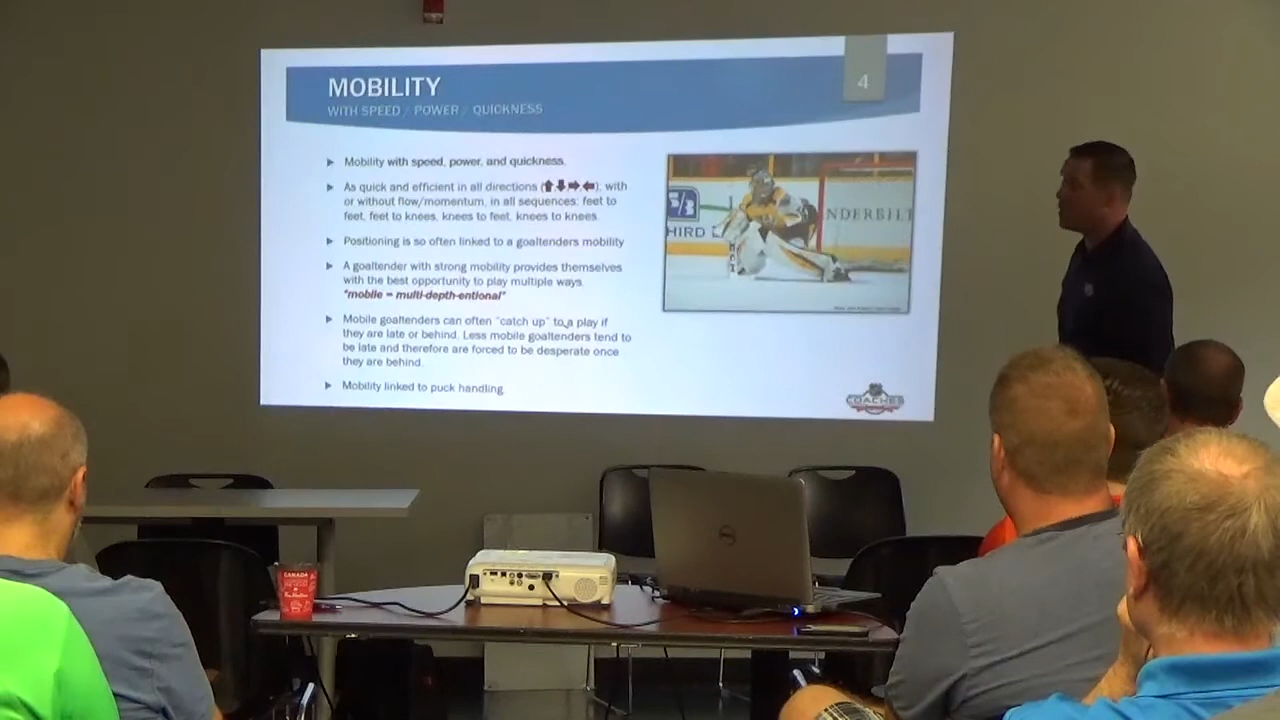 MOBILITY
4
WITH SPEED / POWER / QUICKNESS
Mobility with speed, power, and quickness.
As quick and efficient in all directions (⬆⬇➡⬅), with
or without flow/momentum, in all sequences: feet to
feet, feet to knees, knees to feet, knees to knees.
Positioning is so often linked to a goaltenders mobility
A goaltender with strong mobility provides themselves
with the best opportunity to play multiple ways.
"mobile = multi-depth-entional"
Mobile goaltenders can often "catch up" to a play if
they are late or behind. Less mobile goaltenders tend to
be late and therefore are forced to be desperate once
they are behind.
Mobility linked to puck handling
NDERBILT
HIRD
COACHES
DELL
CANADA